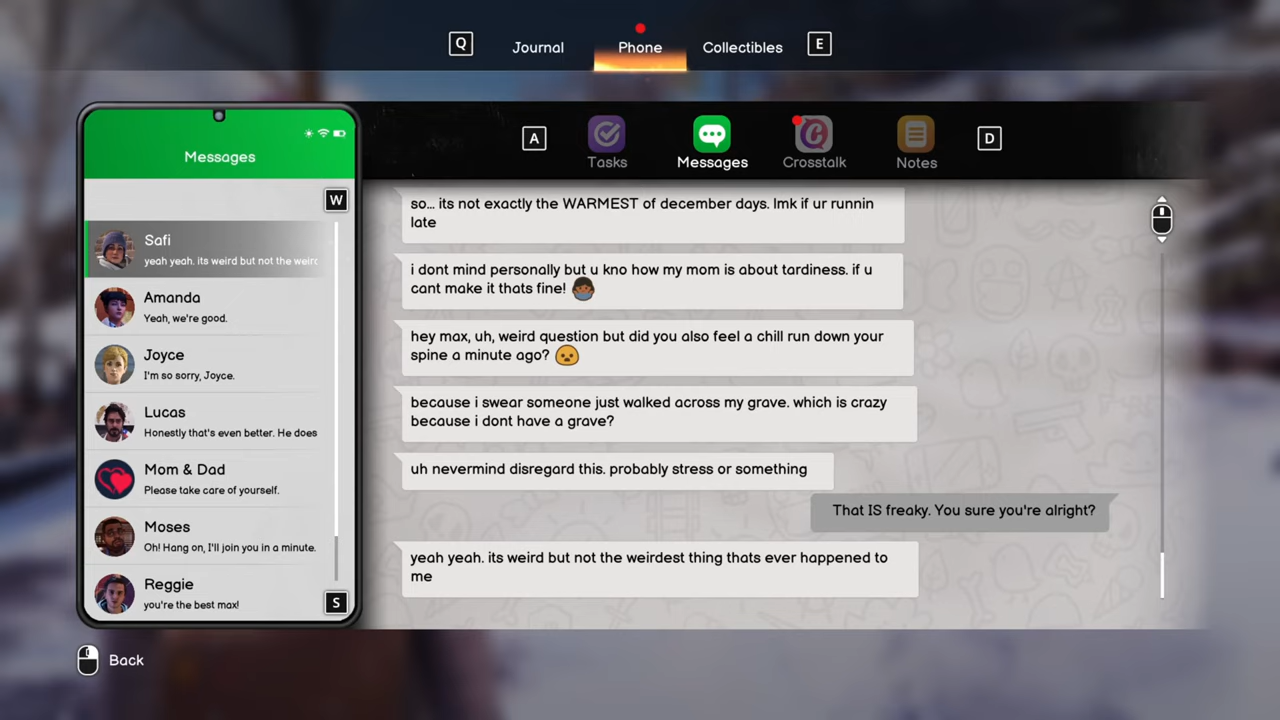 Q
Journal
Phone
Collectibles
E
Messages
W
Safi
yeah yeah. its weird but not the weird
Amanda
Yeah, we're good.
Joyce
I'm so sorry, Joyce.
Lucas
Honestly that's even better. He does
Mom & Dad
Please take care of yourself.
Moses
Oh! Hang on, I'll join you in a minute.
Reggie
you're the best max!
S
A
Tasks
Messages
Crosstalk
Notes
D
so... its not exactly the WARMEST of december days. lmk if ur runnin
late
i dont mind personally but u kno how my mom is about tardiness. if u
cant make it thats fine!
hey max, uh, weird question but did you also feel a chill run down your
spine a minute ago?
because i swear someone just walked across my grave. which is crazy
because i dont have a grave?
uh nevermind disregard this. probably stress or something
That IS freaky. You sure you're alright?
yeah yeah. its weird but not the weirdest thing thats ever happened to
me
Back